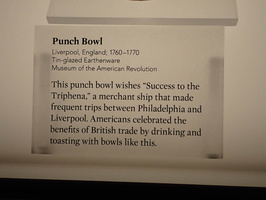 Punch Bowl
Liverpool, England; 1760–1770
Tin-glazed Earthenware
Museum of the American Revolution
This punch bowl wishes “Success to the
Triphena,” a merchant ship that made
frequent trips between Philadelphia and
Liverpool. Americans celebrated the
benefits of British trade by drinking and
toasting with bowls like this.